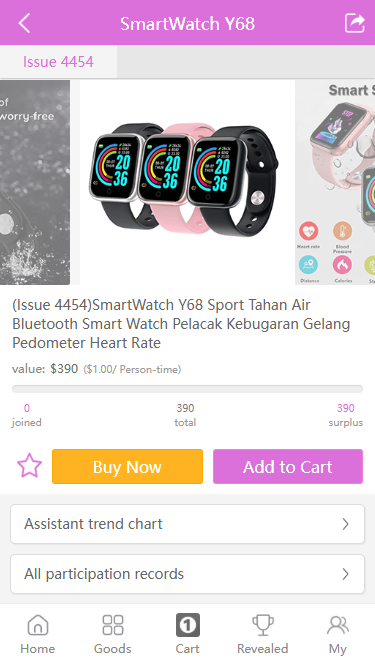 SmartWatch Y68
Issue 4454
of
worry-free
Smart S
20
36
20
36
20
36
Heart rate
Blood
Pressure
Distance
Calories
(Issue 4454)SmartWatch Y68 Sport Tahan Air
Bluetooth Smart Watch Pelacak Kebugaran Gelang
Pedometer Heart Rate
value: $390 ($1.00/ Person-time)
0
390
390
joined
total
surplus
Buy Now
Add to Cart
Assistant trend chart
All participation records
Home
Goods
1
Cart
Revealed
My